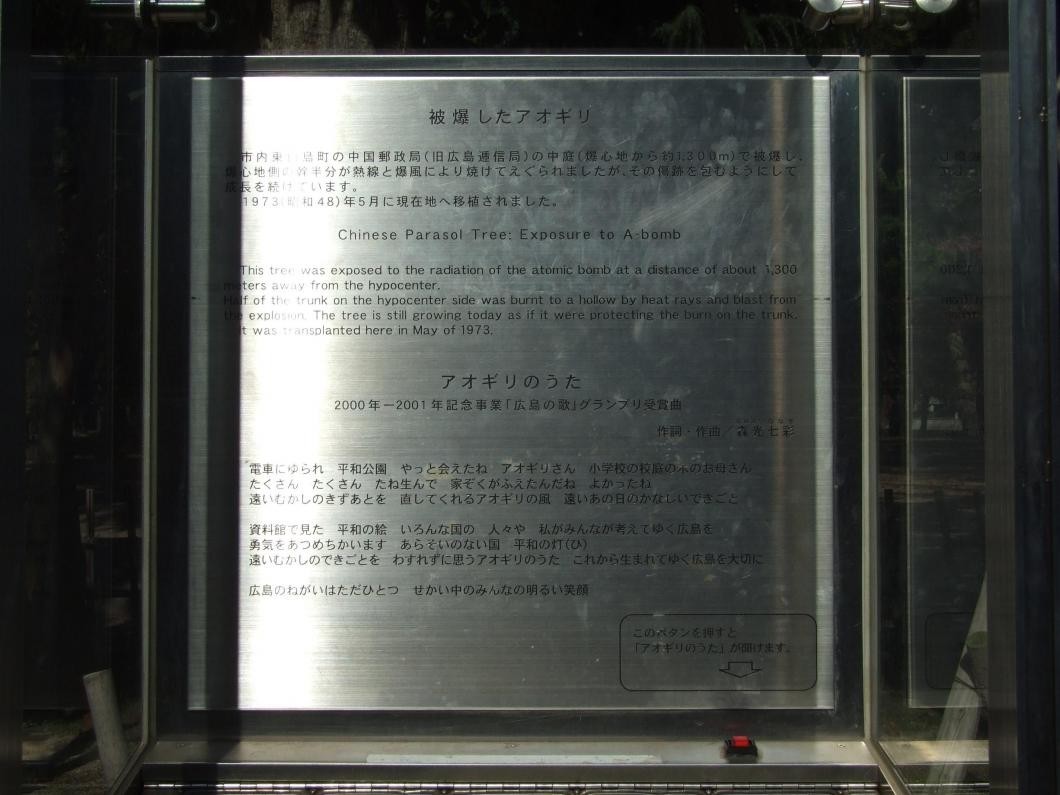 被爆したアオギリ
市内東白島町の中国郵政局(旧広島逓信局)の中庭(爆心地から約1,300m)で被爆し、
爆心地側の幹半分が熱線と爆風により焼けてえぐられましたが、その傷跡を包むようにして
成長を続けています。
1973(昭和48)年5月に現在地へ移植されました。
Chinese Parasol Tree: Exposure to A-bomb
This tree was exposed to the radiation of the atomic bomb at a distance of about 1,300
meters away from the hypocenter.
Half of the trunk on the hypocenter side was burnt to a hollow by heat rays and blast from
the explosion. The tree is still growing today as if it were protecting the burn on the trunk.
It was transplanted here in May of 1973.
アオギリのうた
2000年-2001年記念事業「広島の歌」グランプリ受賞曲
作詞・作曲/森光七彩
電車にゆられ 平和公園 やっと会えたね アオギリさん 小学校の校庭の木のお母さん
たくさん たくさん たね生んで 家ぞくがふえたんだね よかったね
遠いむかしのきずあとを 直してくれるアオギリの風 遠いあの日のかなしいできごと
資料館で見た 平和の絵 いろんな国の 人々や 私がみんなが考えてゆく広島を
勇気をあつめちかいます あらそいのない国 平和の灯(ひ)
遠いむかしのできごとを わすれずに思うアオギリのうた これから生まれてゆく広島を大切に
広島のねがいはただひとつ せかい中のみんなの明るい笑顔
このボタンを押すと
「アオギリのうた」が聞けます。